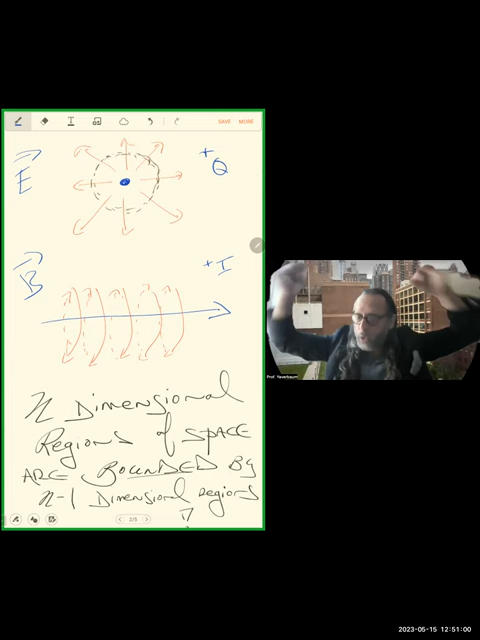 SAVE MORE
E +Q
B +I
n Dimensional
Regions of SPACE
ARE BOUNDED By
n-1 Dimensional regions
2/5
Prof. Yaverbaum
2023-05-15 12:51:00